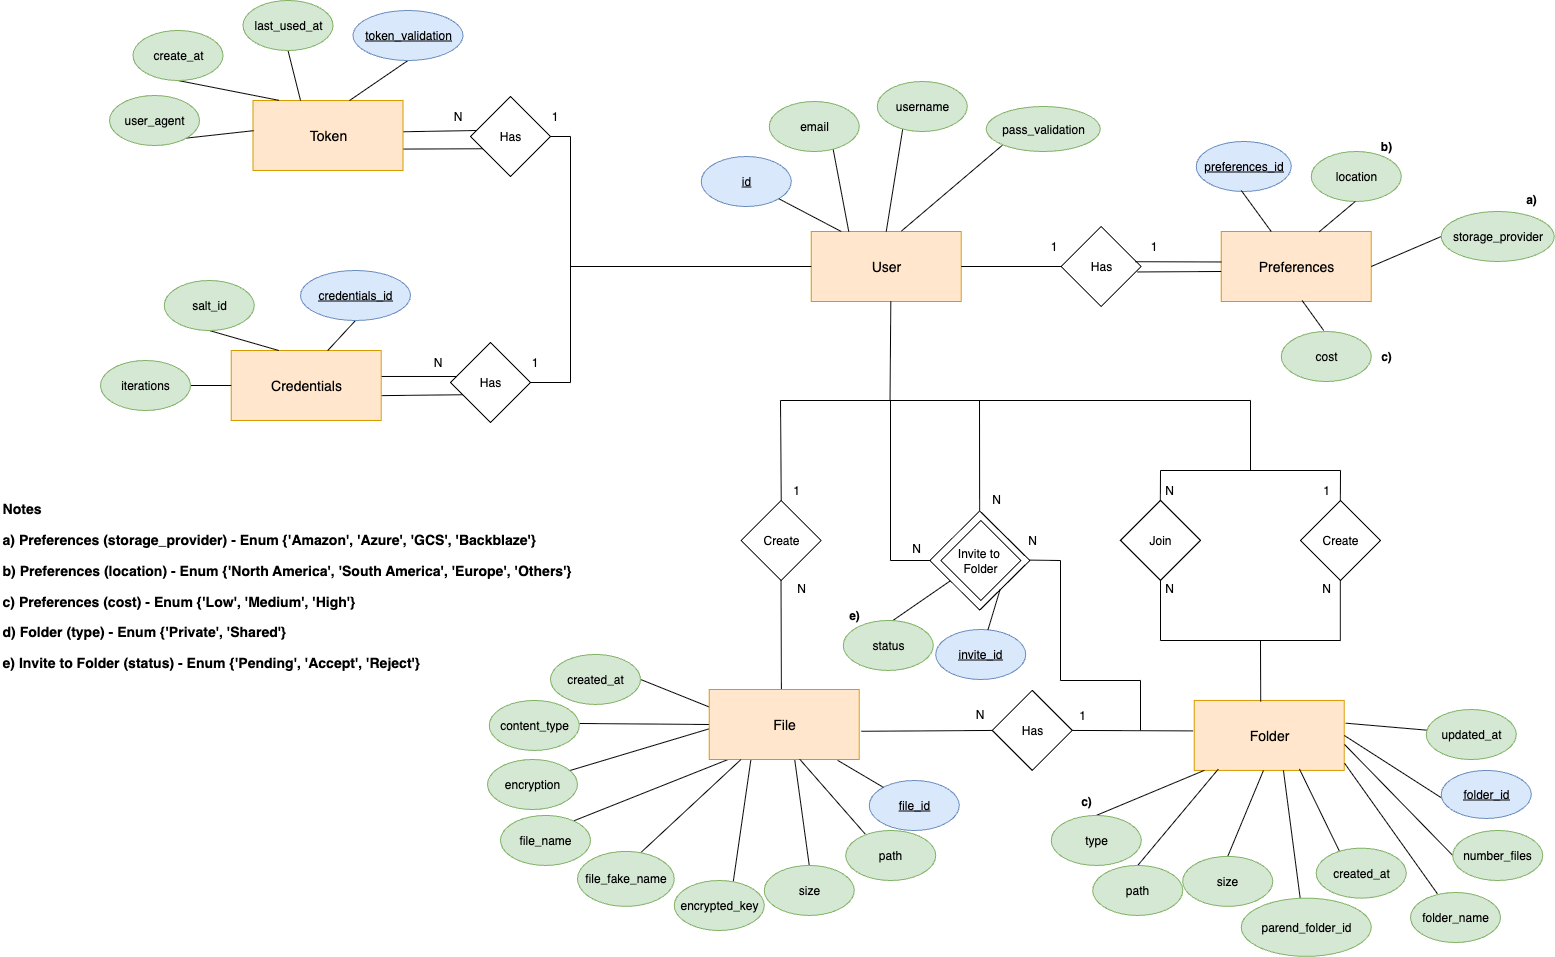 last_used_at
token_validation
create_at
user_agent
Token
N
Has
1
email
username
pass_validation
id
User
1
Has
1
b)
preferences_id
location
a)
storage_provider
Preferences
cost
c)
salt_id
credentials_id
iterations
Credentials
N
Has
1
Notes
a) Preferences (storage_provider) - Enum {'Amazon', 'Azure', 'GCS', 'Backblaze'}
b) Preferences (location) - Enum {'North America', 'South America', 'Europe', 'Others'}
c) Preferences (cost) - Enum {'Low', 'Medium', 'High'}
d) Folder (type) - Enum {'Private', 'Shared'}
e) Invite to Folder (status) - Enum {'Pending', 'Accept', 'Reject'}
1
Create
N
N
N
Invite to
Folder
N
e)
status
invite_id
N
Join
N
1
Create
N
created_at
content_type
encryption
file_name
file_fake_name
encrypted_key
size
path
file_id
File
N
Has
1
Folder
updated_at
folder_id
number_files
folder_name
created_at
parend_folder_id
size
path
c)
type